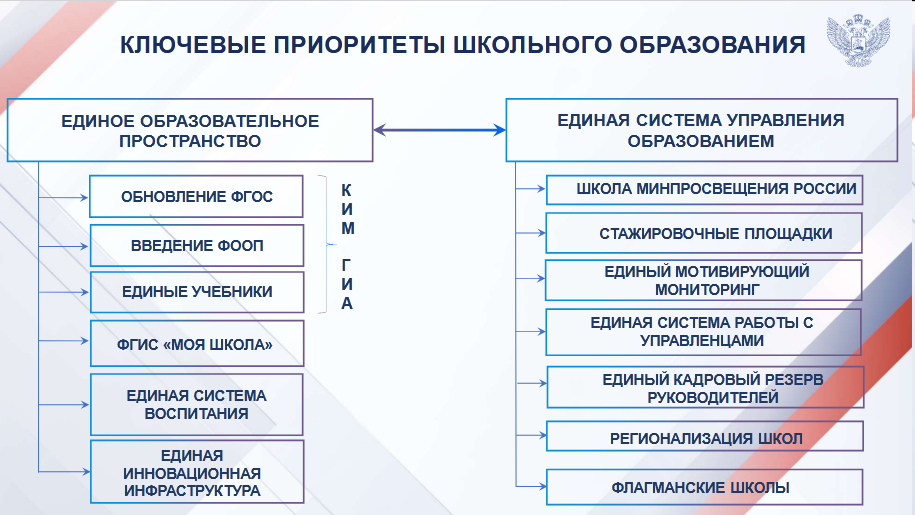 КЛЮЧЕВЫЕ ПРИОРИТЕТЫ ШКОЛЬНОГО ОБРАЗОВАНИЯ
ЕДИНОЕ ОБРАЗОВАТЕЛЬНОЕ
ПРОСТРАНСТВО
ОБНОВЛЕНИЕ ФГОС
ВВЕДЕНИЕ ФООП
ЕДИНЫЕ УЧЕБНИКИ
К
И
М
Г
И
А
ФГИС «МОЯ ШКОЛА»
ЕДИНАЯ СИСТЕМА
ВОСПИТАНИЯ
ЕДИНАЯ
ИННОВАЦИОННАЯ
ИНФРАСТРУКТУРА
ЕДИНАЯ СИСТЕМА УПРАВЛЕНИЯ
ОБРАЗОВАНИЕМ
ШКОЛА МИНПРОСВЕЩЕНИЯ РОССИИ
СТАЖИРОВОЧНЫЕ ПЛОЩАДКИ
ЕДИНЫЙ МОТИВИРУЮЩИЙ
МОНИТОРИНГ
ЕДИНАЯ СИСТЕМА РАБОТЫ С
УПРАВЛЕНЦАМИ
ЕДИНЫЙ КАДРОВЫЙ РЕЗЕРВ
РУКОВОДИТЕЛЕЙ
РЕГИОНАЛИЗАЦИЯ ШКОЛ
ФЛАГМАНСКИЕ ШКОЛЫ